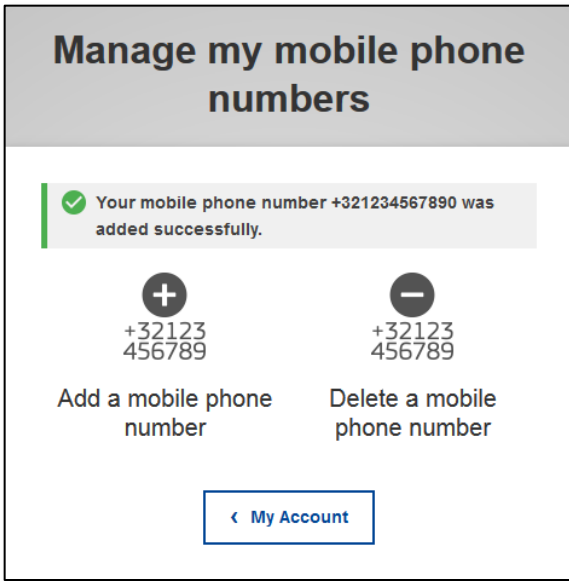 Manage my mobile phone
numbers
Your mobile phone number +321234567890 was
added successfully.
+32123
456789
Add a mobile phone
number
+32123
456789
Delete a mobile
phone number
‹ My Account